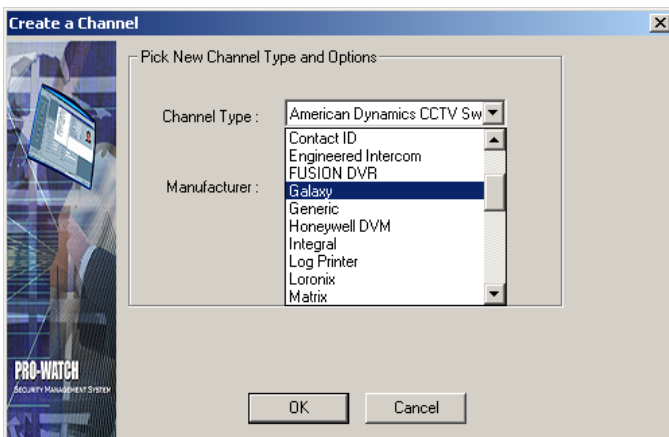 Create a Channel
Pick New Channel Type and Options
Channel Type :
American Dynamics CCTV Sw
Contact ID
Engineered Intercom
FUSION DVR
Manufacturer :
Galaxy
Generic
Honeywell DVM
Integral
Log Printer
Loronix
Matrix
PRO-WATCH
SECURITY MANAGEMENT SYSTEM
OK
Cancel